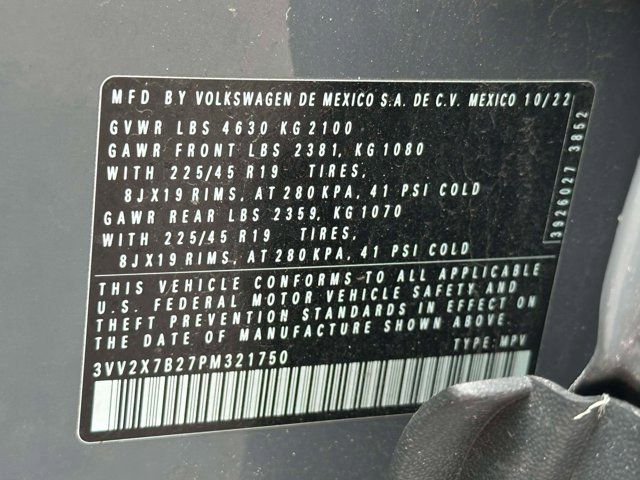 MFD BY VOLKSWAGEN DE MEXICO S.A. DE C.V. MEXICO 10/22
GVWR LBS 4630 KG 2100
GAWR FRONT LBS 2381, KG 1080
WITH 225/45 R19 TIRES,
8JX19 RIMS, AT 280 KPA, 41 PSI COLD
GAWR REAR LBS 2359, KG 1070
WITH 225/45 R19 TIRES,
8JX19 RIMS, AT 280 KPA, 41 PSI COLD
THIS VEHICLE CONFORMS TO ALL APPLICABLE
U.S. FEDERAL MOTOR VEHICLE SAFETY AND
THEFT PREVENTION STANDARDS IN EFFECT ON
THE DATE OF MANUFACTURE SHOWN ABOVE
3VV2X7B27PM321750 TYPE: MPV
3926027 3852